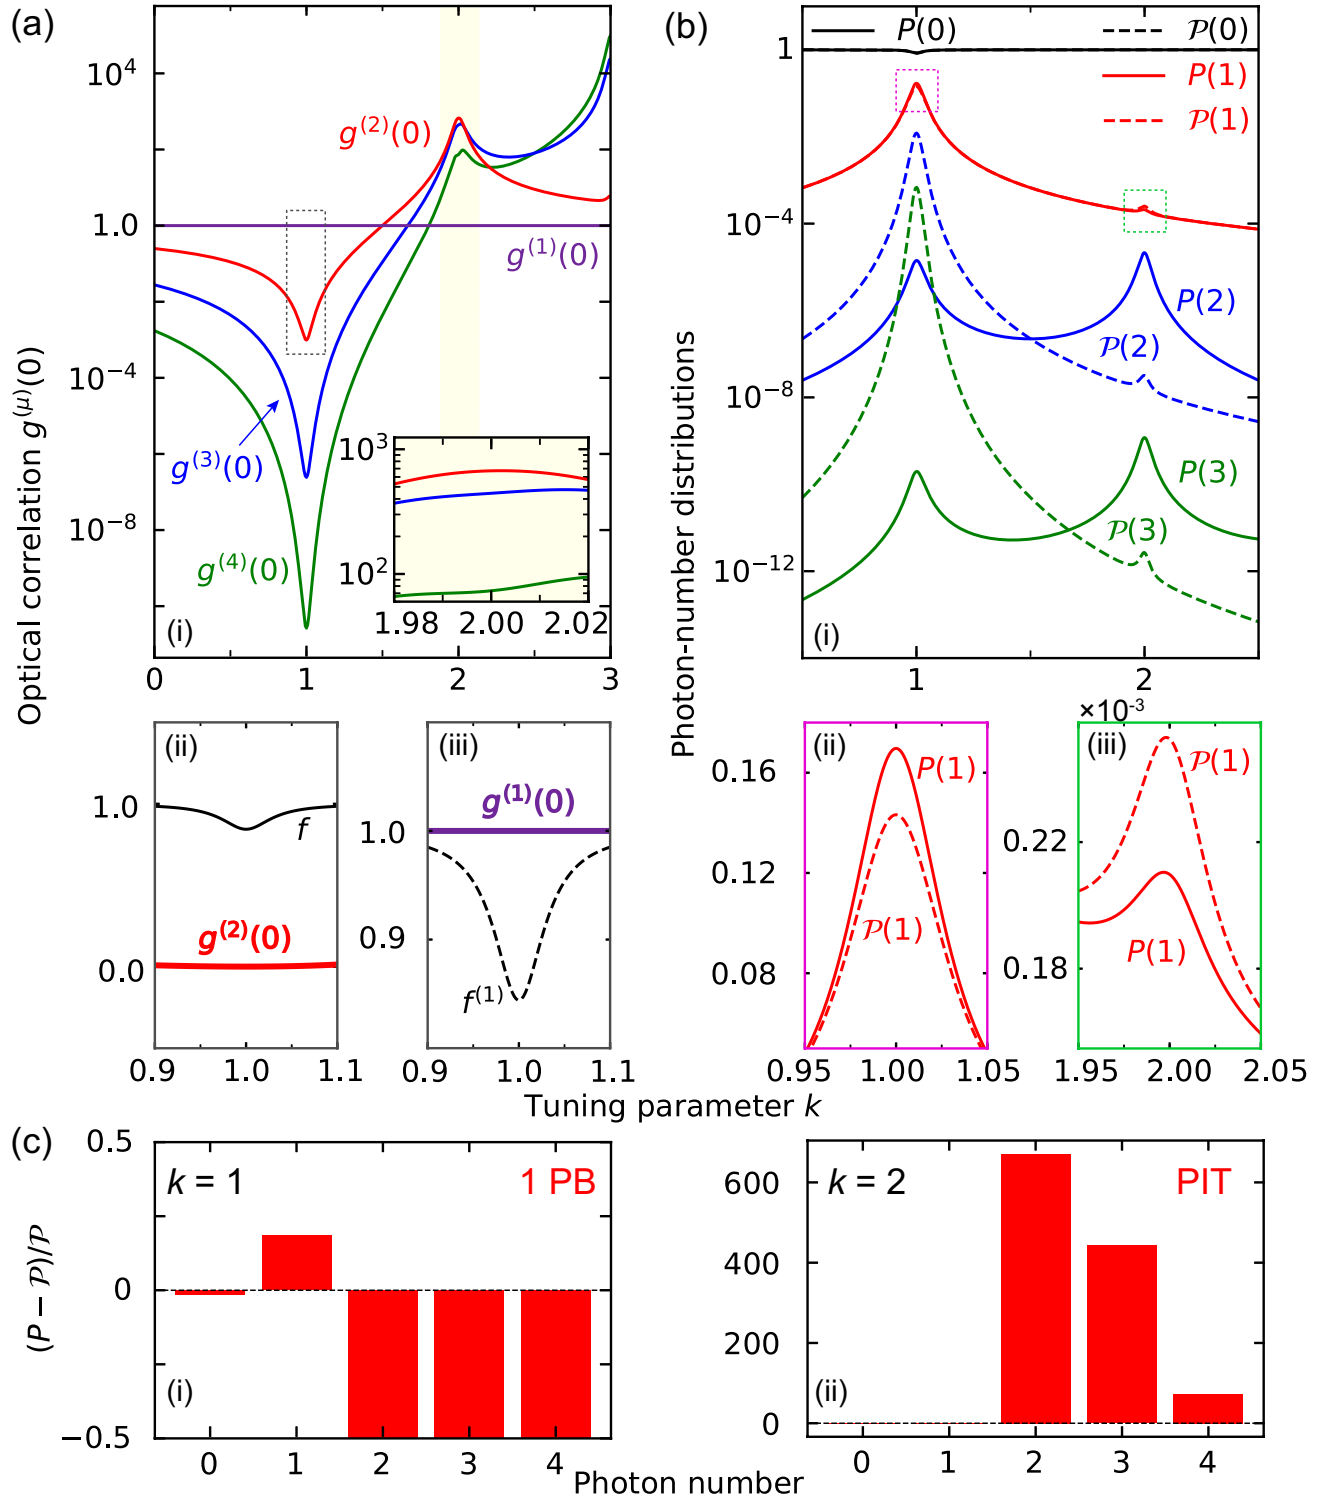 (a)
Optical correlation g^(μ)(0)
10^4
1.0
10^-4
10^-8
g^(2)(0)
g^(1)(0)
g^(3)(0)
g^(4)(0)
10^3
10^2
1.98 2.00 2.02
(i)
0 1 2 3
(b)
Photon-number distributions
P(0) 𝒫(0)
P(1)
𝒫(1)
1
10^-4
10^-8
10^-12
P(2)
𝒫(2)
P(3)
𝒫(3)
(i)
1 2
(ii)
1.0
0.0
f
g^(2)(0)
0.9 1.0 1.1
(iii)
1.0
0.9
g^(1)(0)
f^(1)
0.9 1.0 1.1
(ii)
0.16
0.12
0.08
P(1)
𝒫(1)
0.95 1.00 1.05
×10^-3
(iii)
0.22
0.18
𝒫(1)
P(1)
1.95 2.00 2.05
Tuning parameter k
(c)
(P − 𝒫)/𝒫
0.5
0
−0.5
k = 1 1 PB
(i)
0 1 2 3 4
600
400
200
0
k = 2 PIT
(ii)
0 1 2 3 4
Photon number